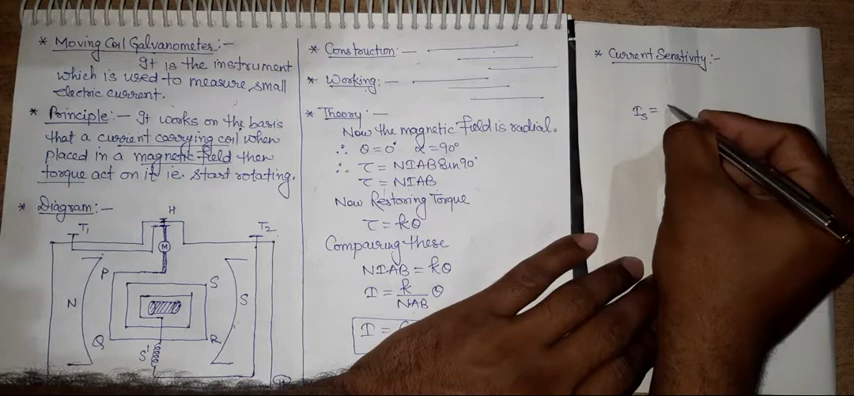 * Moving Coil Galvanometer:-
It is the instrument
which is used to measure small
electric current.
* Principle:- It works on the basis
that a current carrying coil when
placed in a magnetic field then
torque act on it i.e. start rotating.
* Diagram:-
H
T₁
T₂
M
P
S
N
S
Q
R
S'
* Construction:-
* Working:-
* Theory:-
Now the magnetic field is radial.
∴ θ=0° α=90°
∴ τ = NIAB Sin90°
τ = NIAB
Now Restoring Torque
τ = kθ
Comparing these
NIAB = kθ
I = k/NAB θ
I =
* Current Sensitivity:-
Is =